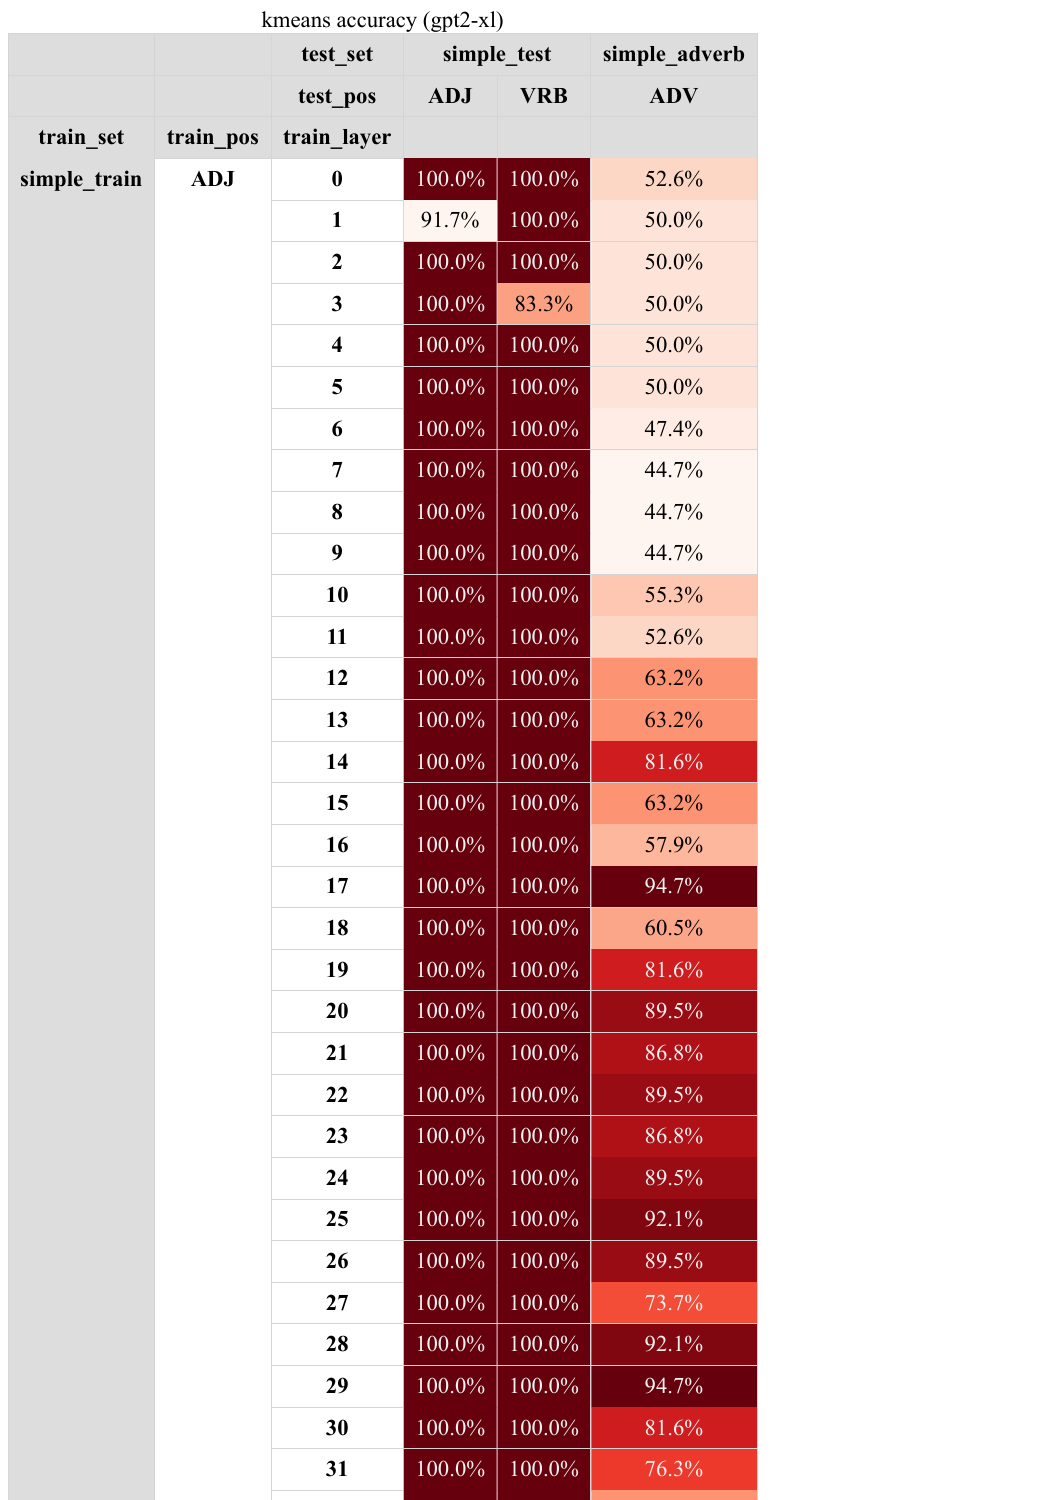 kmeans accuracy (gpt2-xl)
test_set simple_test simple_adverb
test_pos ADJ VRB ADV
train_set train_pos train_layer
simple_train ADJ 0 100.0% 100.0% 52.6%
1 91.7% 100.0% 50.0%
2 100.0% 100.0% 50.0%
3 100.0% 83.3% 50.0%
4 100.0% 100.0% 50.0%
5 100.0% 100.0% 50.0%
6 100.0% 100.0% 47.4%
7 100.0% 100.0% 44.7%
8 100.0% 100.0% 44.7%
9 100.0% 100.0% 44.7%
10 100.0% 100.0% 55.3%
11 100.0% 100.0% 52.6%
12 100.0% 100.0% 63.2%
13 100.0% 100.0% 63.2%
14 100.0% 100.0% 81.6%
15 100.0% 100.0% 63.2%
16 100.0% 100.0% 57.9%
17 100.0% 100.0% 94.7%
18 100.0% 100.0% 60.5%
19 100.0% 100.0% 81.6%
20 100.0% 100.0% 89.5%
21 100.0% 100.0% 86.8%
22 100.0% 100.0% 89.5%
23 100.0% 100.0% 86.8%
24 100.0% 100.0% 89.5%
25 100.0% 100.0% 92.1%
26 100.0% 100.0% 89.5%
27 100.0% 100.0% 73.7%
28 100.0% 100.0% 92.1%
29 100.0% 100.0% 94.7%
30 100.0% 100.0% 81.6%
31 100.0% 100.0% 76.3%